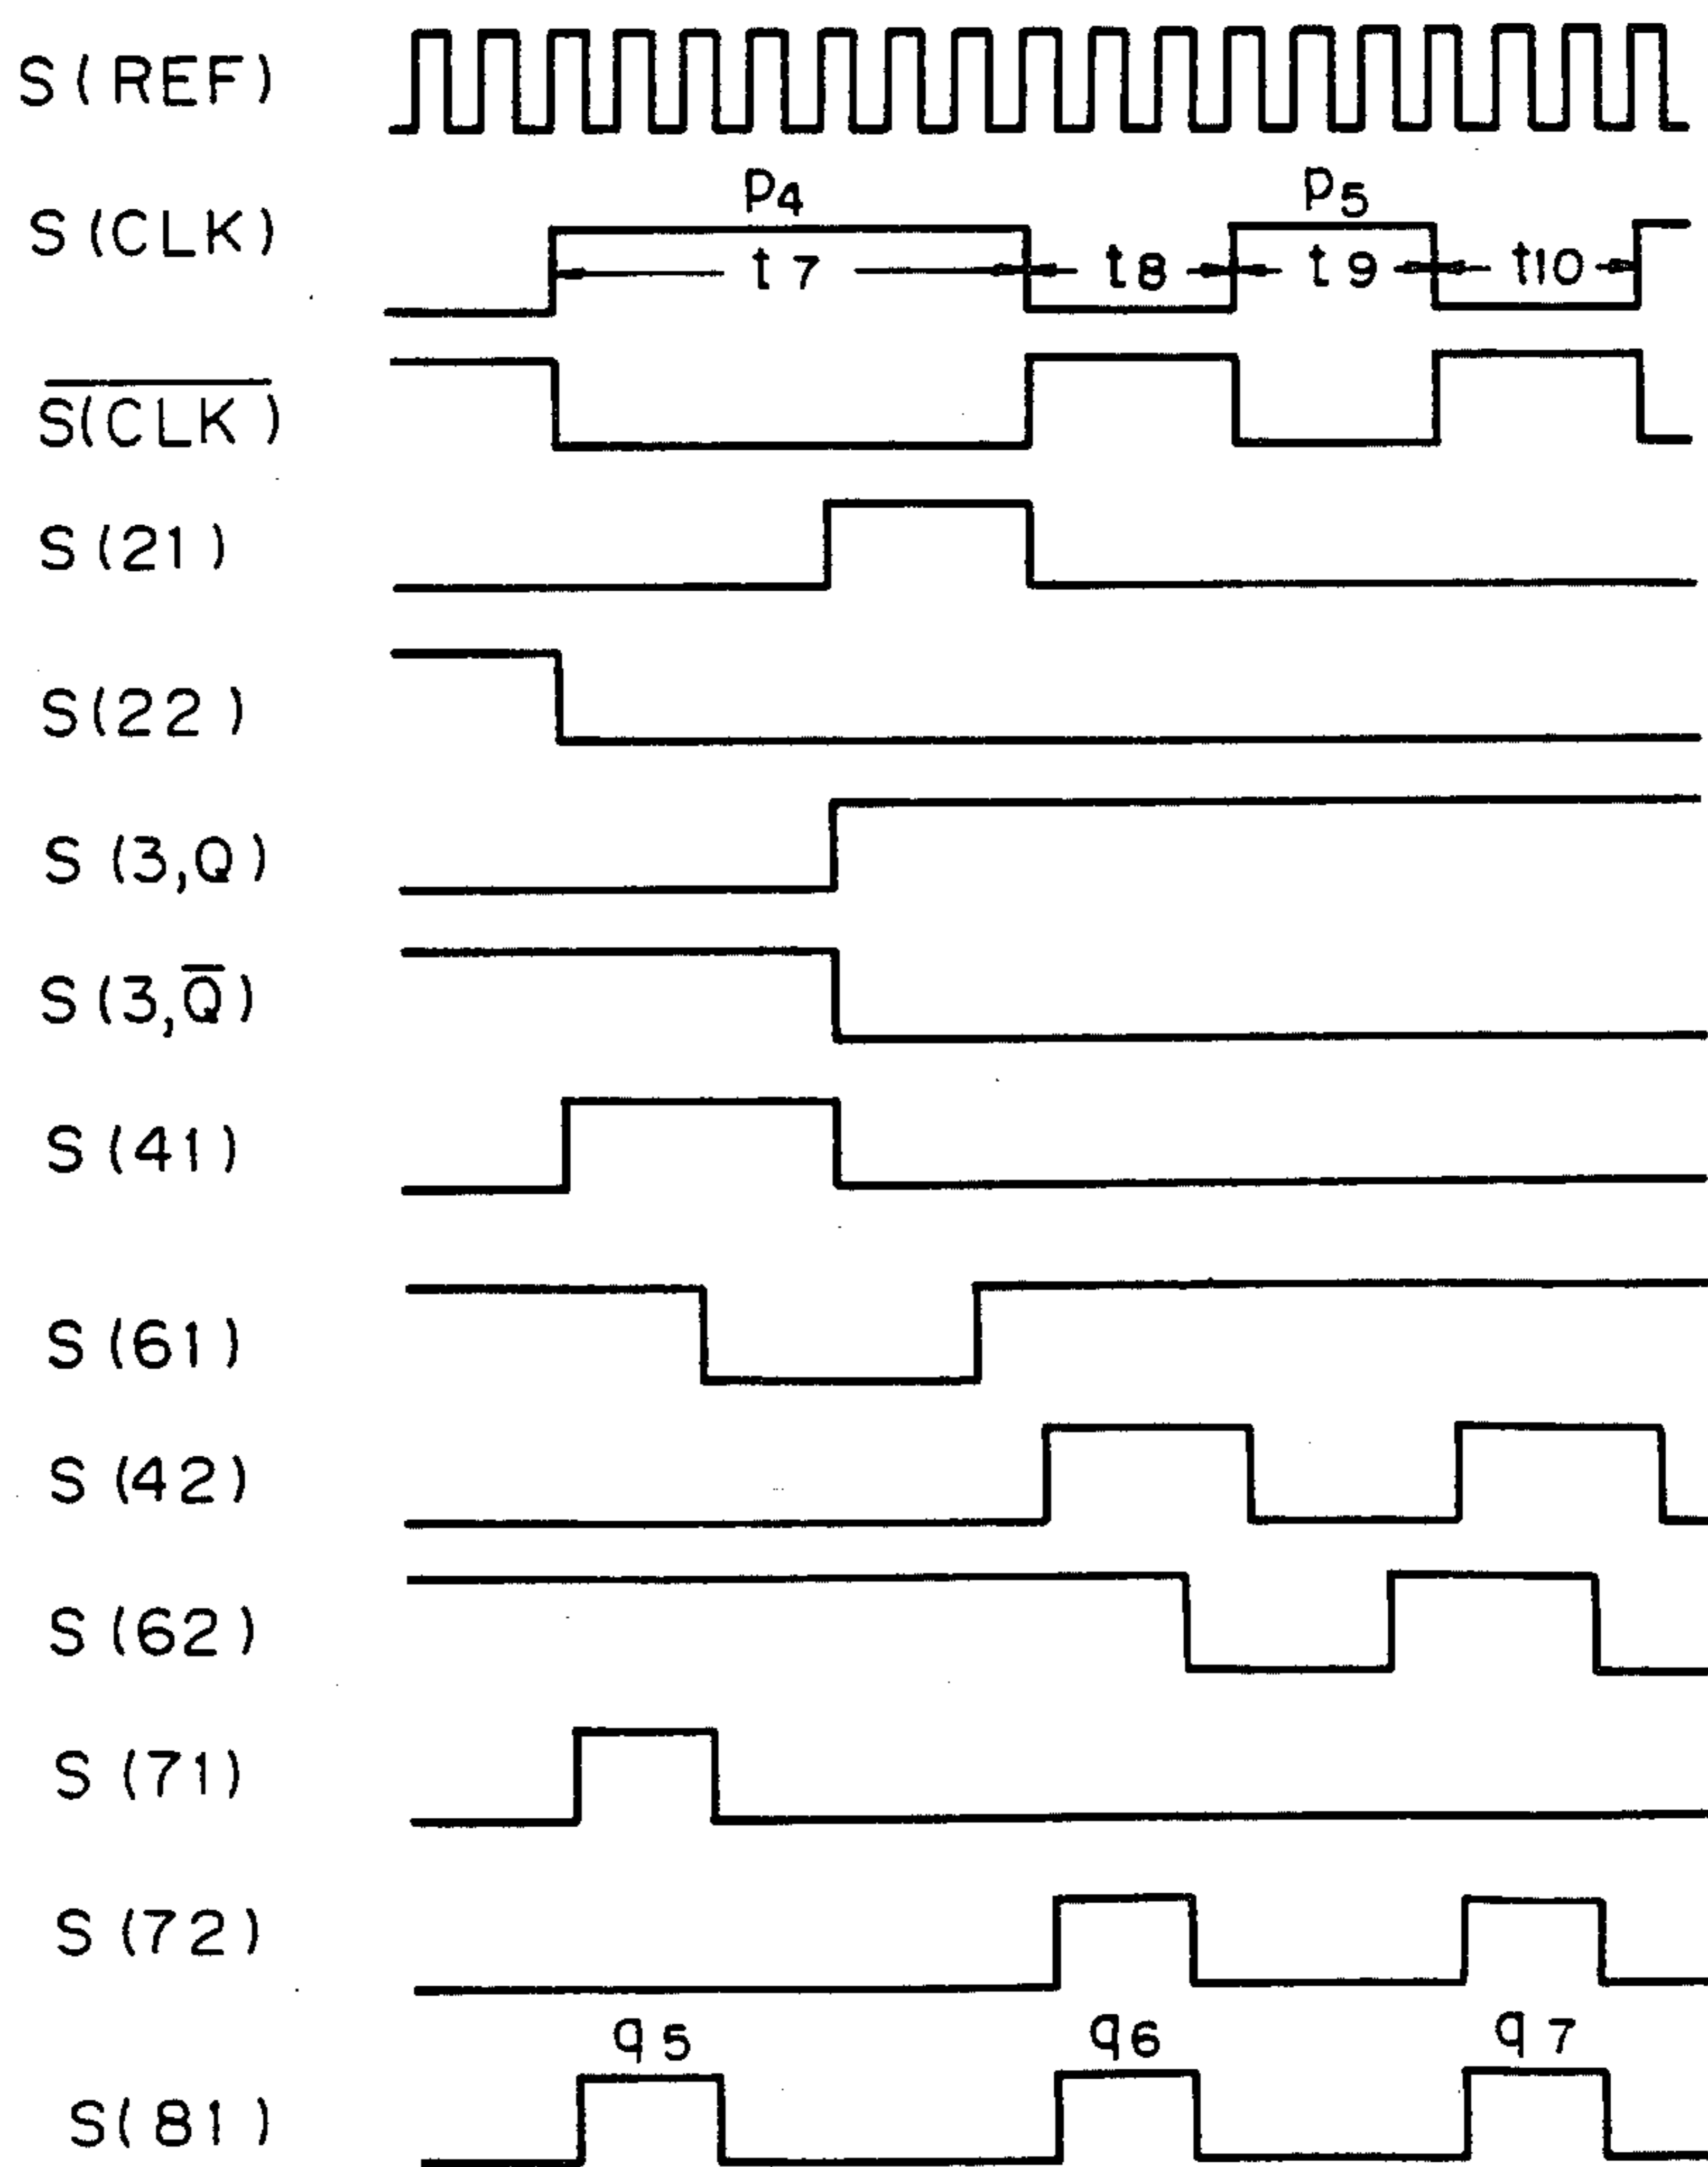 S(REF)
P4
P5
S(CLK)
t7
t8
t9
t10
S̅(̅C̅L̅K̅)̅
S(21)
S(22)
S(3,Q)
S(3,Q̅)
S(41)
S(61)
S(42)
S(62)
S(71)
S(72)
q5
q6
q7
S(81)